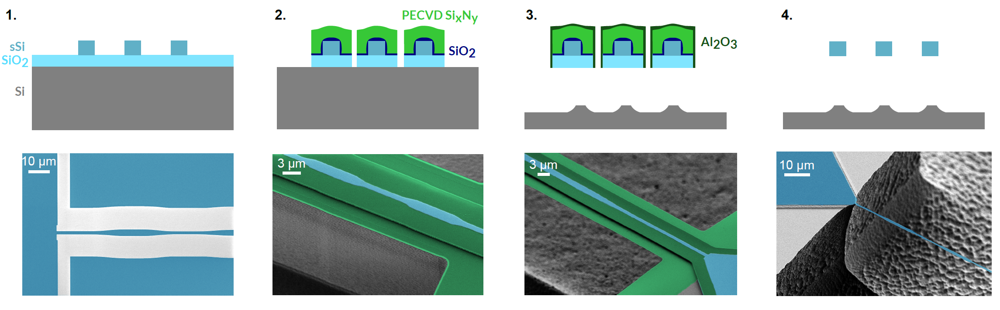 1.
sSi
SiO2
Si
2.
PECVD SixNy
SiO2
3.
Al2O3
4.
10 µm
3 µm
3 µm
10 µm